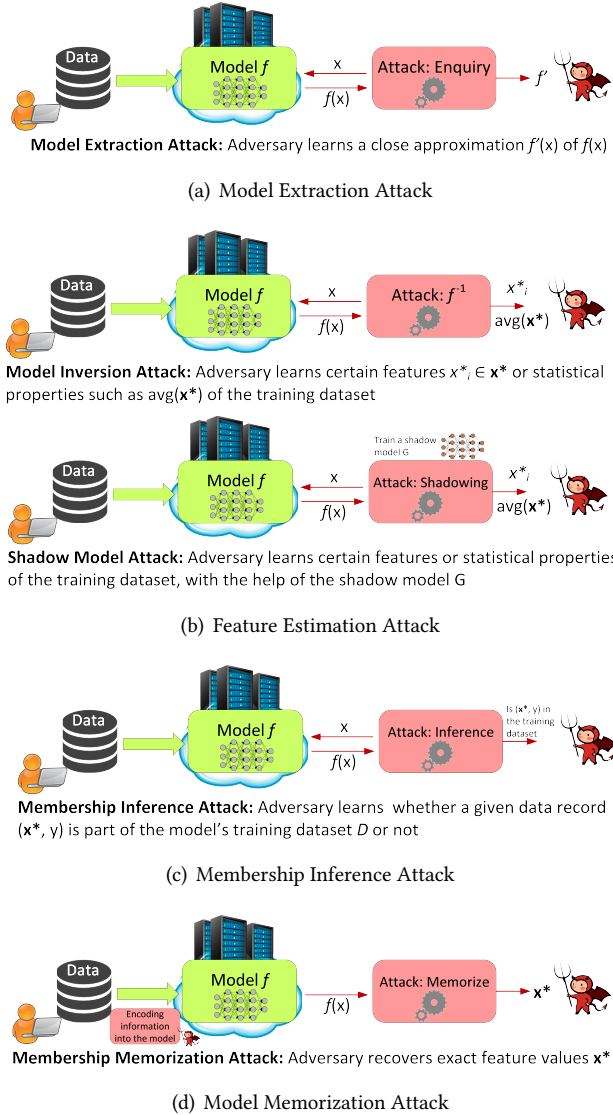 Data
Model f
x
f(x)
Attack: Enquiry
f'
Model Extraction Attack: Adversary learns a close approximation f'(x) of f(x)
(a) Model Extraction Attack
Data
Model f
x
f(x)
Attack: f⁻¹
x*ᵢ
avg(x*)
Model Inversion Attack: Adversary learns certain features x*ᵢ ∈ x* or statistical
properties such as avg(x*) of the training dataset
Train a shadow
model G
Data
Model f
x
f(x)
Attack: Shadowing
x*ᵢ
avg(x*)
Shadow Model Attack: Adversary learns certain features or statistical properties
of the training dataset, with the help of the shadow model G
(b) Feature Estimation Attack
Data
Model f
x
f(x)
Attack: Inference
Is (x*, y) in
the training
dataset
Membership Inference Attack: Adversary learns whether a given data record
(x*, y) is part of the model's training dataset D or not
(c) Membership Inference Attack
Data
Model f
f(x)
Attack: Memorize
x*
Encoding
information
into the model
Membership Memorization Attack: Adversary recovers exact feature values x*
(d) Model Memorization Attack